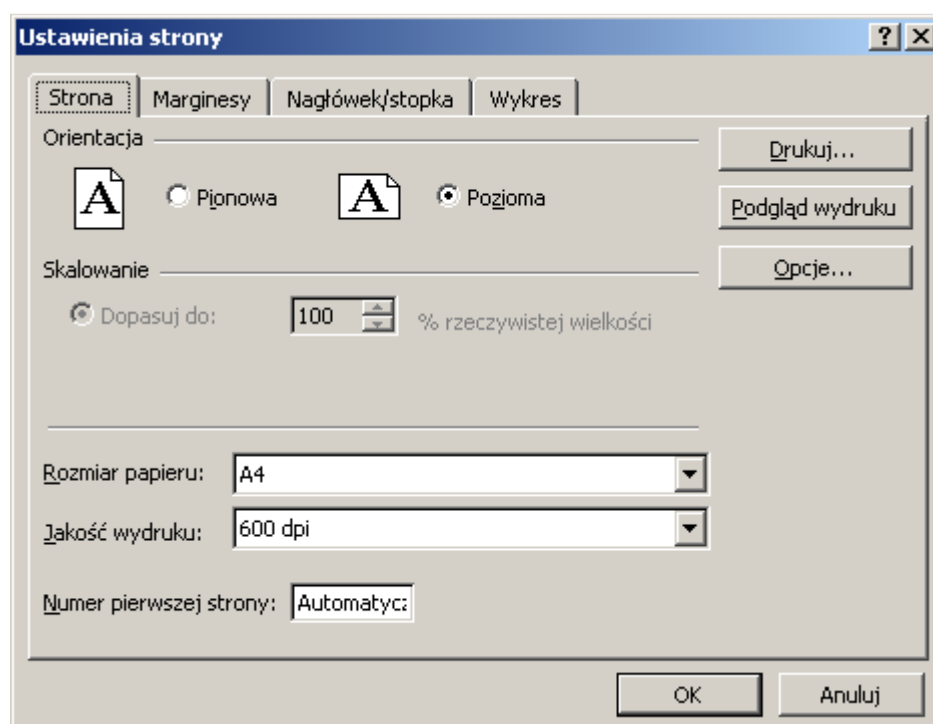 Ustawienia strony
Strona Marginesy Nagłówek/stopka Wykres
Orientacja
A Pionowa A Pozioma
Drukuj...
Podgląd wydruku
Opcje...
Skalowanie
Dopasuj do: 100 % rzeczywistej wielkości
Rozmiar papieru: A4
Jakość wydruku: 600 dpi
Numer pierwszej strony: Automatycz
OK Anuluj